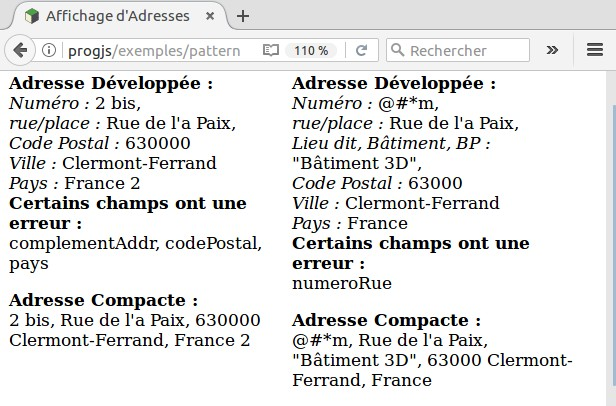 Affichage d'Adresses
progjs/exemples/pattern
110 %
Rechercher
Adresse Développée :
Numéro : 2 bis,
rue/place : Rue de l'a Paix,
Code Postal : 630000
Ville : Clermont-Ferrand
Pays : France 2
Certains champs ont une
erreur :
complementAddr, codePostal,
pays
Adresse Compacte :
2 bis, Rue de l'a Paix, 630000
Clermont-Ferrand, France 2
Adresse Développée :
Numéro : @#*m,
rue/place : Rue de l'a Paix,
Lieu dit, Bâtiment, BP :
"Bâtiment 3D",
Code Postal : 63000
Ville : Clermont-Ferrand
Pays : France
Certains champs ont une
erreur :
numeroRue
Adresse Compacte :
@#*m, Rue de l'a Paix,
"Bâtiment 3D", 63000 Clermont-
Ferrand, France